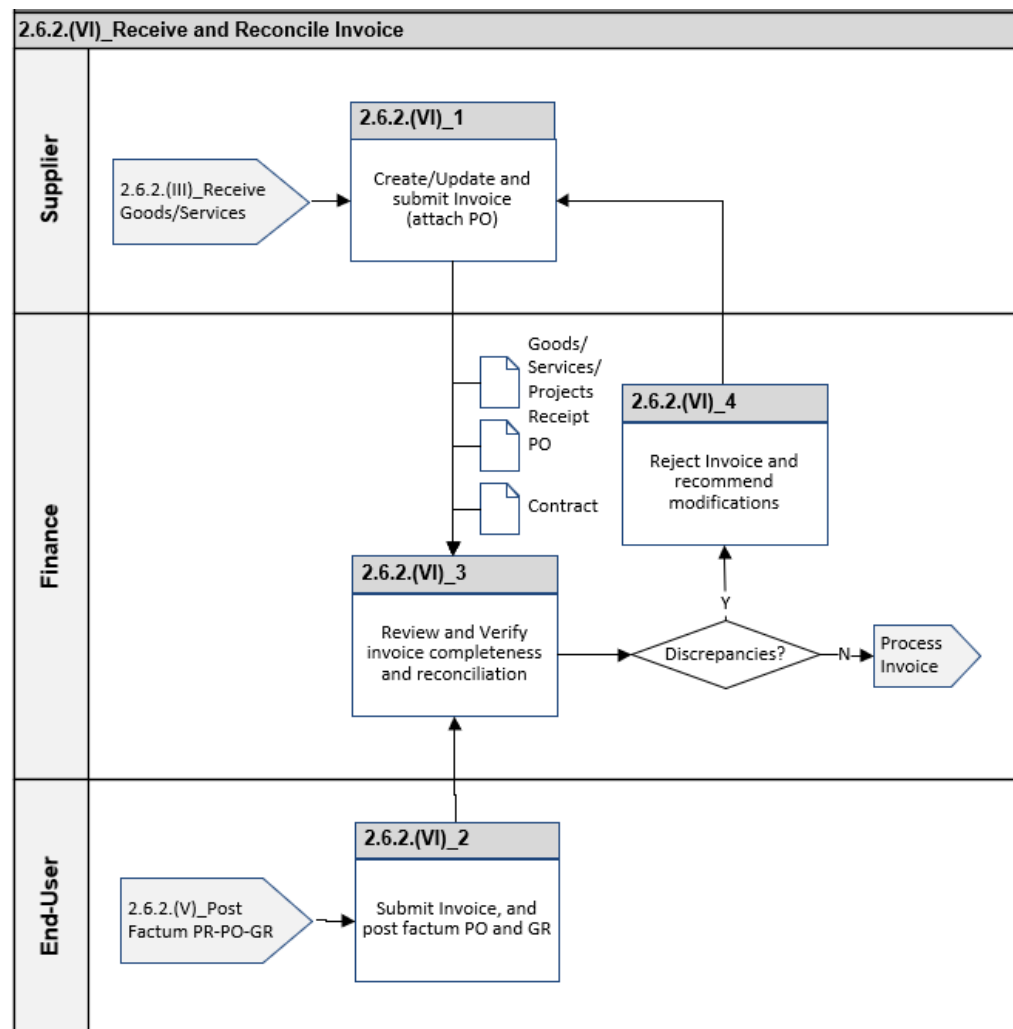 2.6.2.(VI)_Receive and Reconcile Invoice
Supplier
2.6.2.(III)_Receive
Goods/Services
2.6.2.(VI)_1
Create/Update and
submit Invoice
(attach PO)
Finance
Goods/
Services/
Projects
Receipt
PO
Contract
2.6.2.(VI)_4
Reject Invoice and
recommend
modifications
2.6.2.(VI)_3
Review and Verify
invoice completeness
and reconciliation
Y
Discrepancies?
N
Process
Invoice
End-User
2.6.2.(V)_Post
Factum PR-PO-GR
2.6.2.(VI)_2
Submit Invoice, and
post factum PO and GR